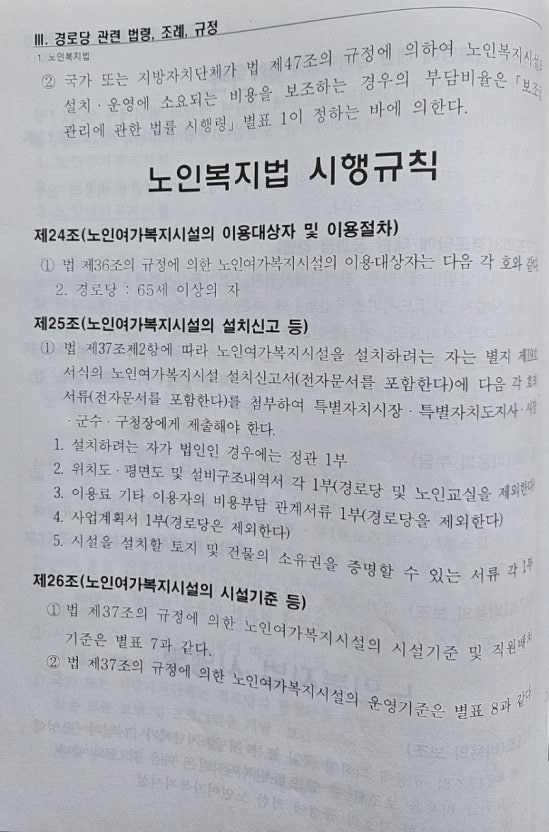 Ⅲ. 경로당 관련 법령, 조례, 규정
1. 노인복지법
② 국가 또는 지방자치단체가 법 제47조의 규정에 의하여 노인복지시설의
설치·운영에 소요되는 비용을 보조하는 경우의 부담비율은 「보조금
관리에 관한 법률 시행령」 별표 1이 정하는 바에 의한다.
노인복지법 시행규칙
제24조(노인여가복지시설의 이용대상자 및 이용절차)
① 법 제36조의 규정에 의한 노인여가복지시설의 이용대상자는 다음 각 호와 같다
2. 경로당 : 65세 이상의 자
제25조(노인여가복지시설의 설치신고 등)
① 법 제37조제2항에 따라 노인여가복지시설을 설치하려는 자는 별지
서식의 노인여가복지시설 설치신고서(전자문서를 포함한다)에 다음 각 호의
서류(전자문서를 포함한다)를 첨부하여 특별자치시장·특별자치도지사·시장
·군수·구청장에게 제출해야 한다.
1. 설치하려는 자가 법인인 경우에는 정관 1부
2. 위치도·평면도 및 설비구조내역서 각 1부(경로당 및 노인교실을 제외한다
3. 이용료 기타 이용자의 비용부담 관계서류 1부(경로당을 제외한다)
4. 사업계획서 1부(경로당은 제외한다)
5. 시설을 설치할 토지 및 건물의 소유권을 증명할 수 있는 서류 각 1부
제26조(노인여가복지시설의 시설기준 등)
① 법 제37조의 규정에 의한 노인여가복지시설의 시설기준 및 직원배치
기준은 별표 7과 같다.
② 법 제37조의 규정에 의한 노인여가복지시설의 운영기준은 별표 8과 같다